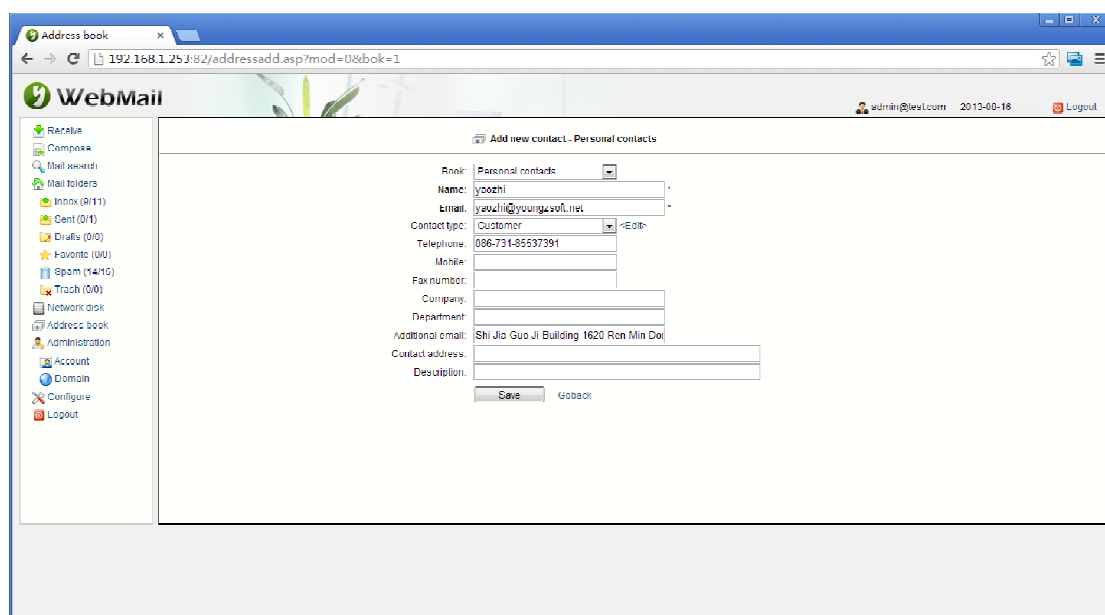 Address book
192.168.1.253:82/addressadd.asp?mod=0&bok=1
WebMail
admin@test.com 2013-08-16 Logout
Receive
Compose
Mail search
Mail folders
Inbox (9/11)
Sent (0/1)
Drafts (0/0)
Favorite (0/0)
Spam (14/16)
Trash (0/0)
Network disk
Address book
Administration
Account
Domain
Configure
Logout
Add new contact - Personal contacts
Book: Personal contacts
Name: yaozhi *
Email: yaozhi@youngzsoft.net *
Contact type: Customer <Edit>
Telephone: 086-731-85537391
Mobile:
Fax number:
Company:
Department:
Additional email: Shi Jia Guo Ji Building 1620 Ren Min Do
Contact address:
Description:
Save Goback